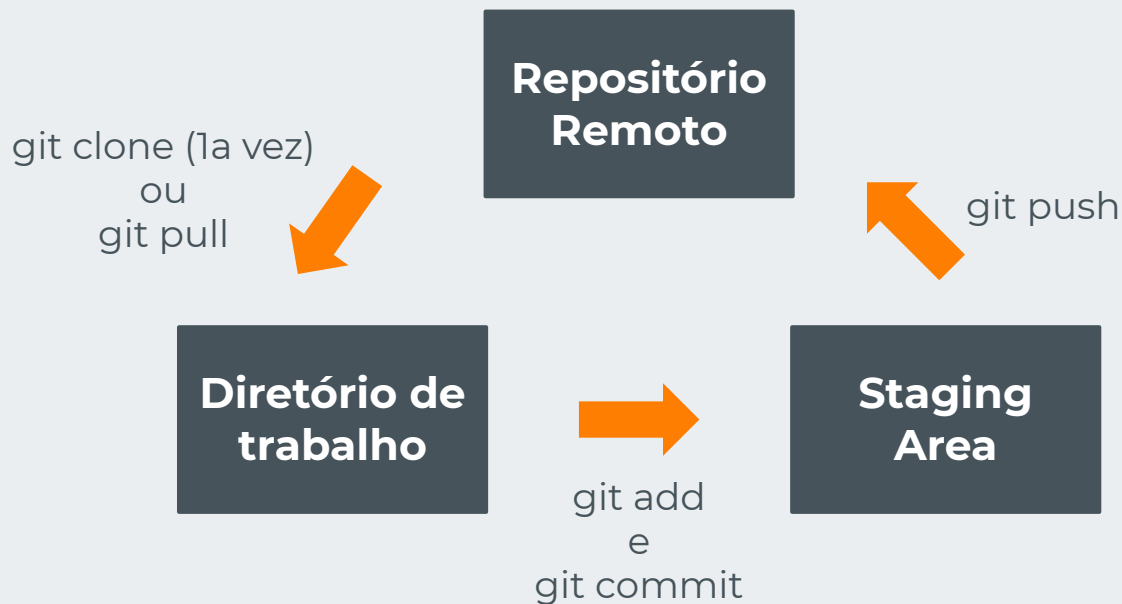 Repositório
Remoto
git clone (1a vez)
ou
git pull
git push
Diretório de
trabalho
Staging
Area
git add
e
git commit